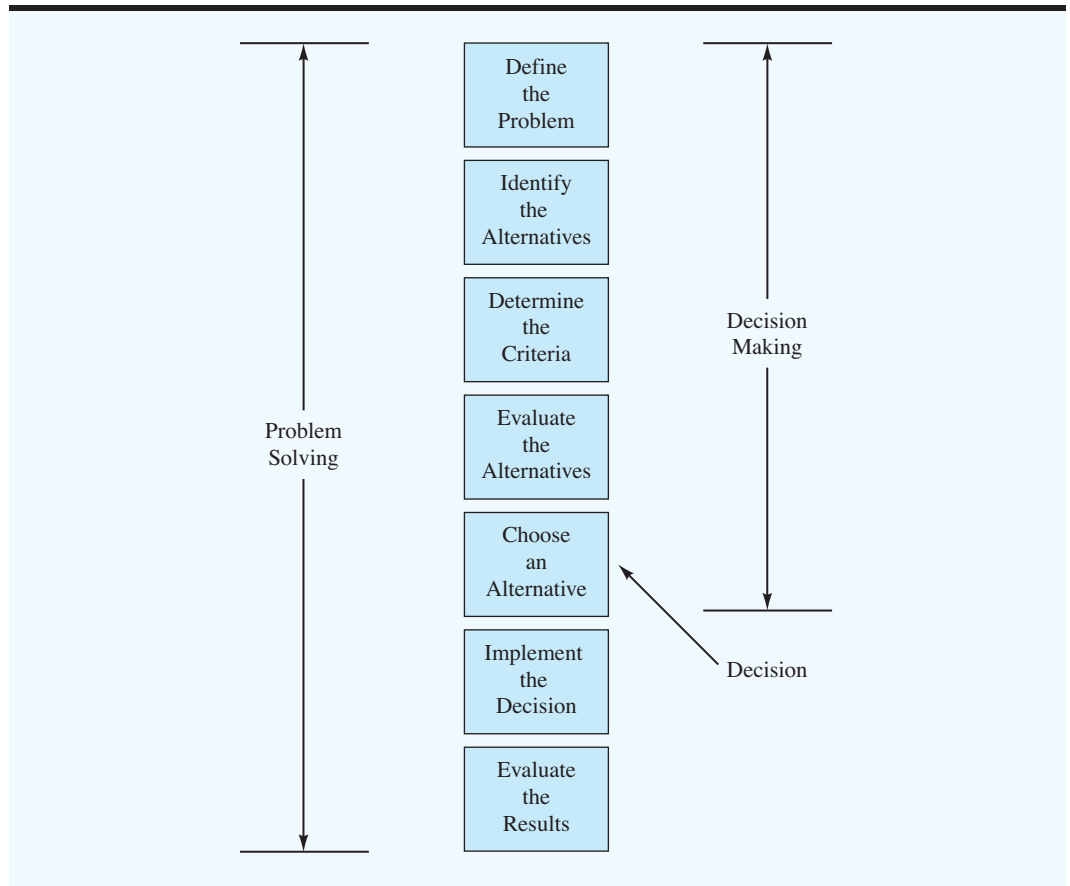 Define
the
Problem
Identify
the
Alternatives
Determine
the
Criteria
Evaluate
the
Alternatives
Choose
an
Alternative
Implement
the
Decision
Evaluate
the
Results
Problem
Solving
Decision
Making
Decision